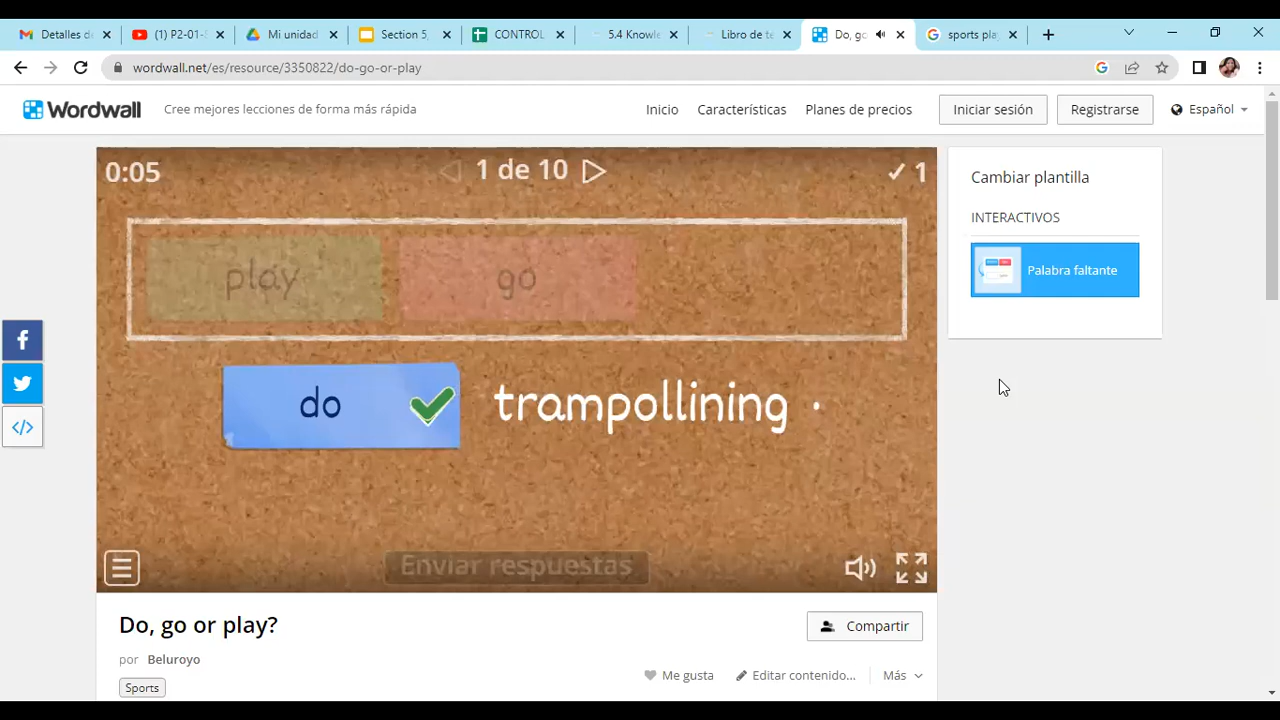 Detalles de
(1) P2-01-
Mi unidad
Section 5,
CONTROL
5.4 Knowle
Libro de te
Do, go
sports pla
wordwall.net/es/resource/3350822/do-go-or-play
Wordwall
Cree mejores lecciones de forma más rápida
Inicio
Características
Planes de precios
Iniciar sesión
Registrarse
Español
0:05
1 de 10
1
Cambiar plantilla
INTERACTIVOS
Palabra faltante
play
go
do
trampollining .
Enviar respuestas
Do, go or play?
Compartir
por Beluroyo
Me gusta
Editar contenido...
Más
Sports